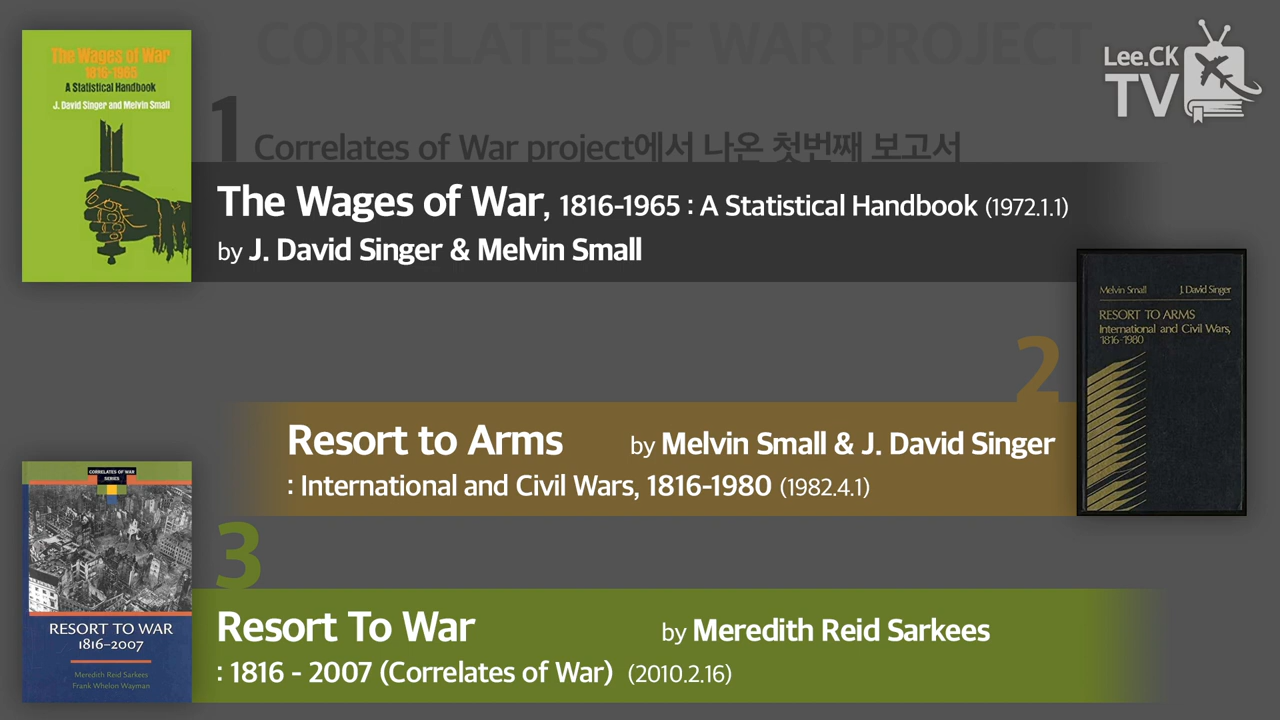 CORRELATES OF WAR PROJECT
Lee.CK
TV
The Wages of War
1816-1965
A Statistical Handbook
J. David Singer and Melvin Small
1
Correlates of War project에서 나온 첫번째 보고서
The Wages of War, 1816-1965 : A Statistical Handbook (1972.1.1)
by J. David Singer & Melvin Small
Melvin Small J. David Singer
RESORT TO ARMS
International and Civil Wars,
1816-1980
2
Resort to Arms by Melvin Small & J. David Singer
: International and Civil Wars, 1816-1980 (1982.4.1)
CORRELATES OF WAR
SERIES
RESORT TO WAR
1816–2007
Meredith Reid Sarkees
Frank Whelon Wayman
3
Resort To War by Meredith Reid Sarkees
: 1816 - 2007 (Correlates of War) (2010.2.16)